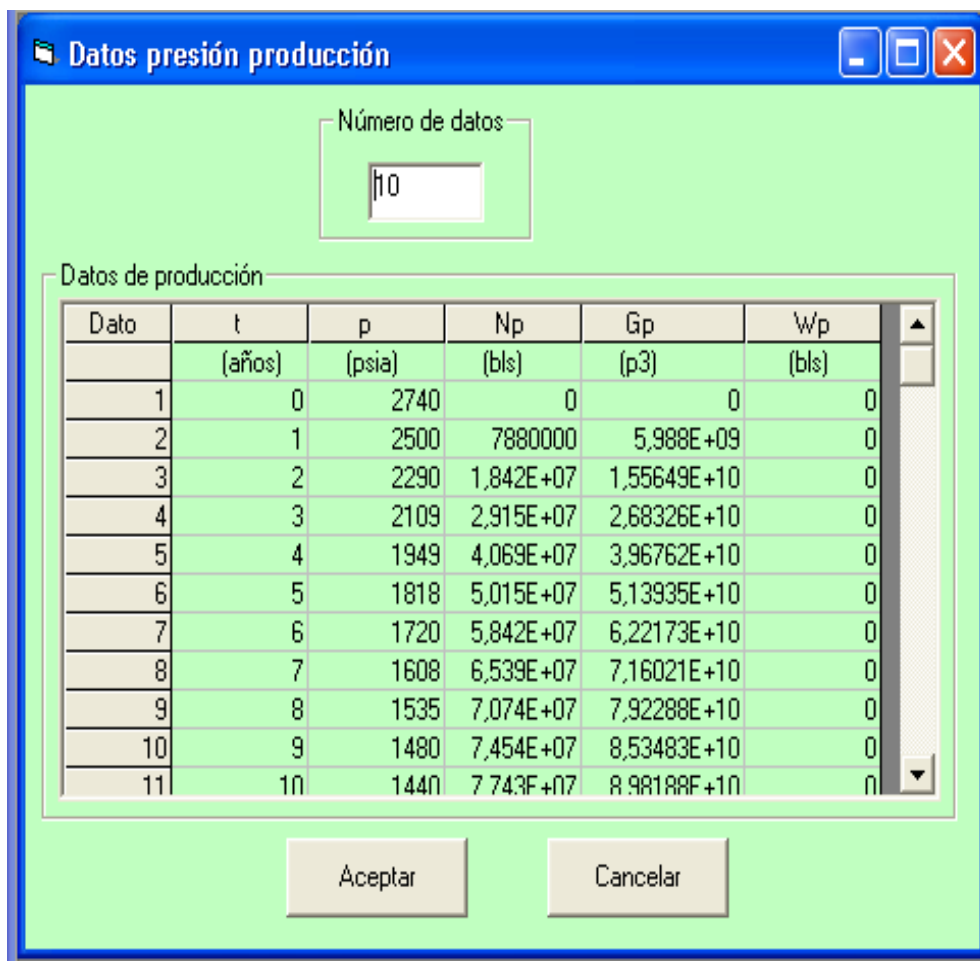 Datos presión producción
Número de datos
10
Datos de producción
Dato t p Np Gp Wp
(años) (psia) (bls) (p3) (bls)
1 0 2740 0 0 0
2 1 2500 7880000 5,988E+09 0
3 2 2290 1,842E+07 1,55649E+10 0
4 3 2109 2,915E+07 2,68326E+10 0
5 4 1949 4,069E+07 3,96762E+10 0
6 5 1818 5,015E+07 5,13935E+10 0
7 6 1720 5,842E+07 6,22173E+10 0
8 7 1608 6,539E+07 7,16021E+10 0
9 8 1535 7,074E+07 7,92288E+10 0
10 9 1480 7,454E+07 8,53483E+10 0
11 10 1440 7,743E+07 8,98188E+10 0
Aceptar Cancelar